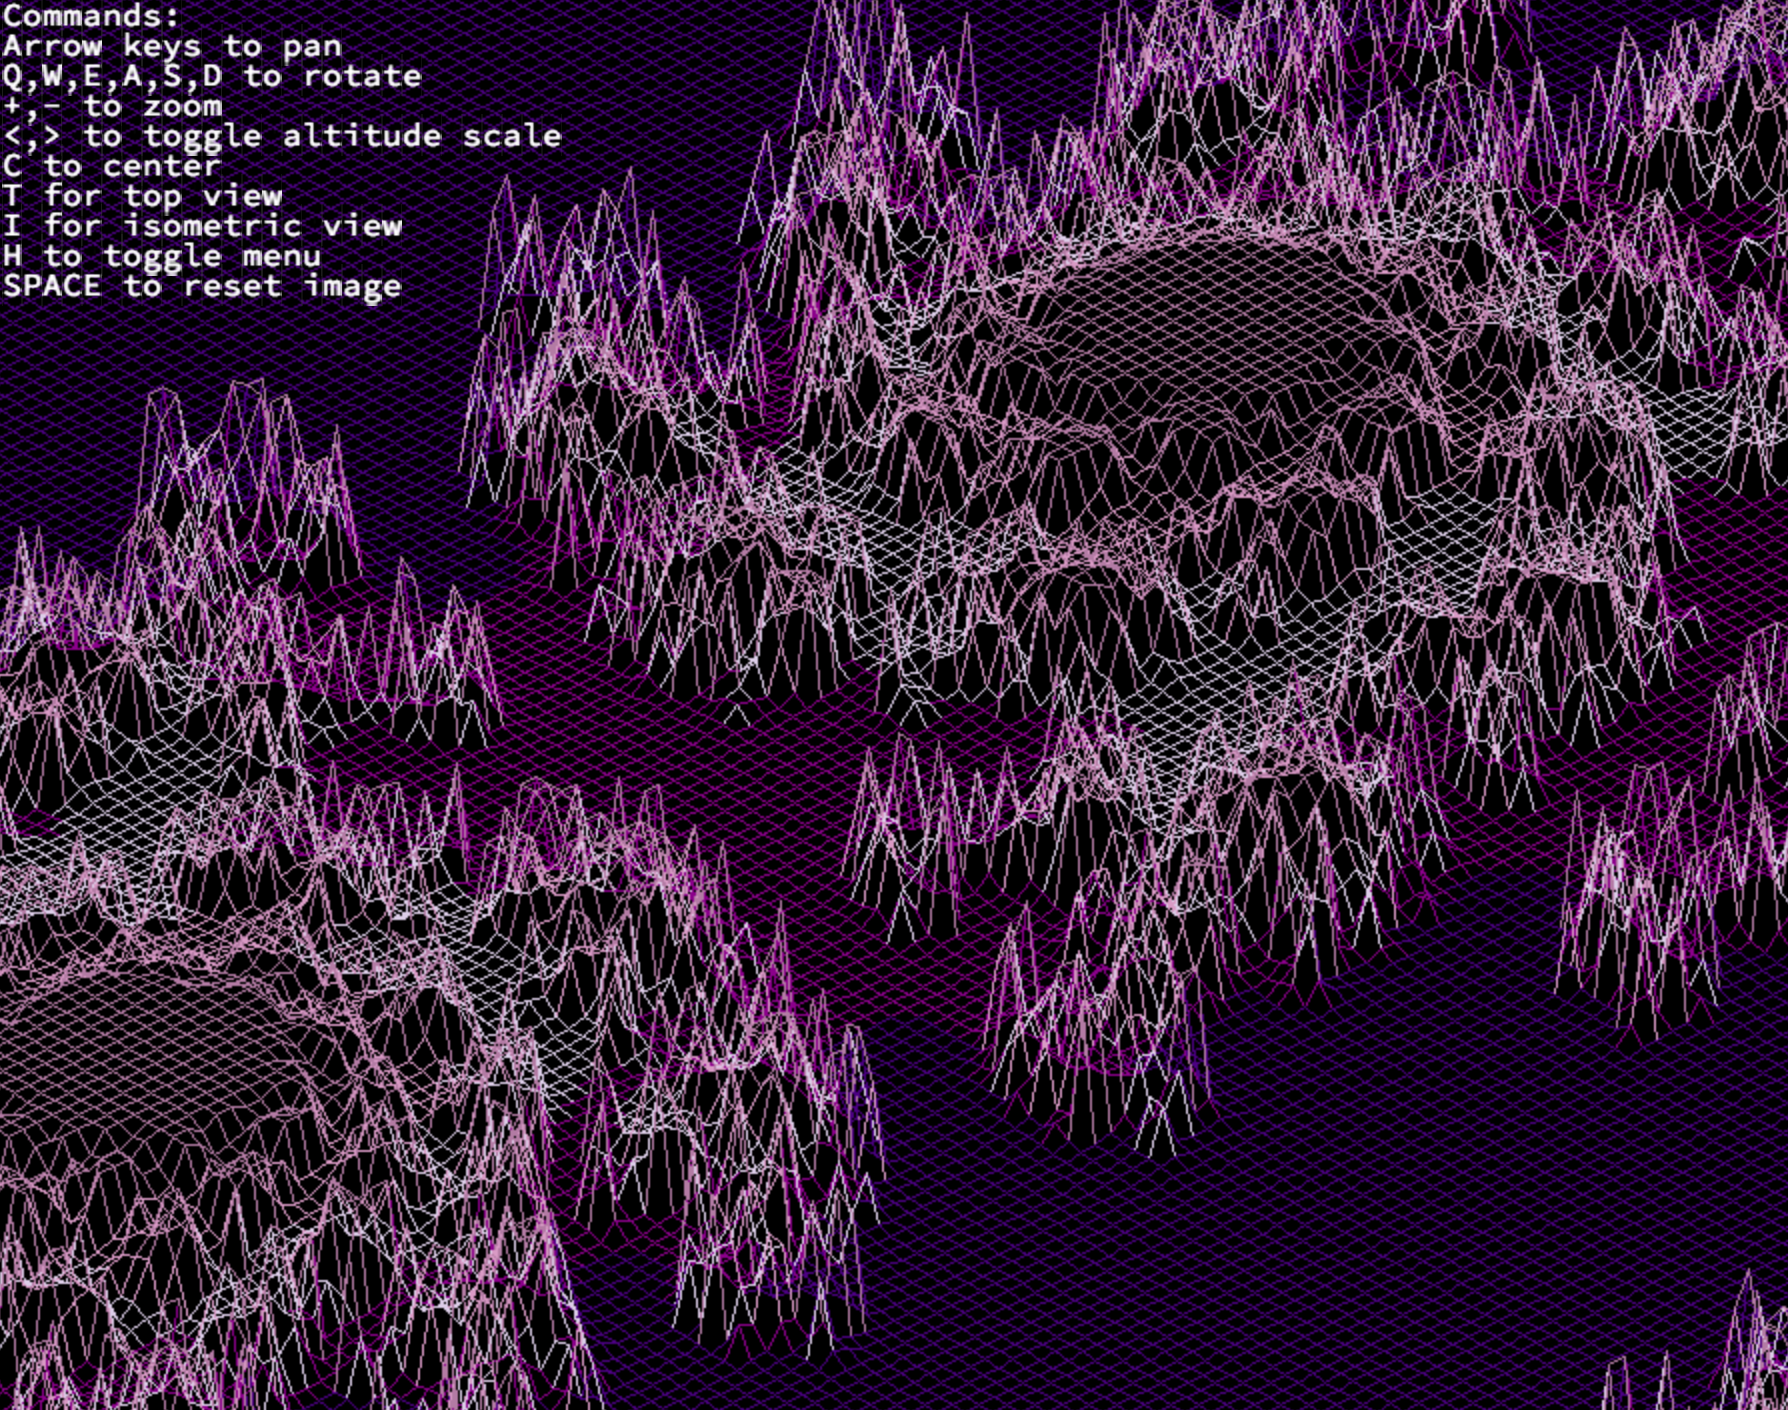 Commands:
Arrow keys to pan
Q,W,E,A,S,D to rotate
+,- to zoom
<,> to toggle altitude scale
C to center
T for top view
I for isometric view
H to toggle menu
SPACE to reset image